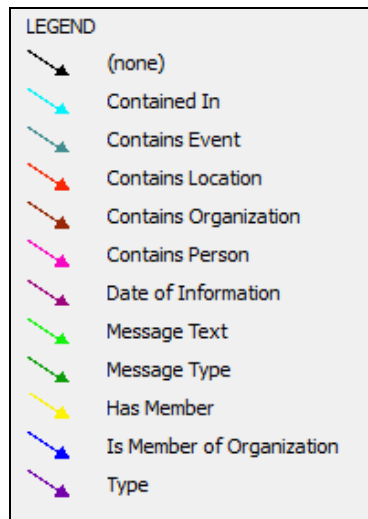 LEGEND
(none)
Contained In
Contains Event
Contains Location
Contains Organization
Contains Person
Date of Information
Message Text
Message Type
Has Member
Is Member of Organization
Type